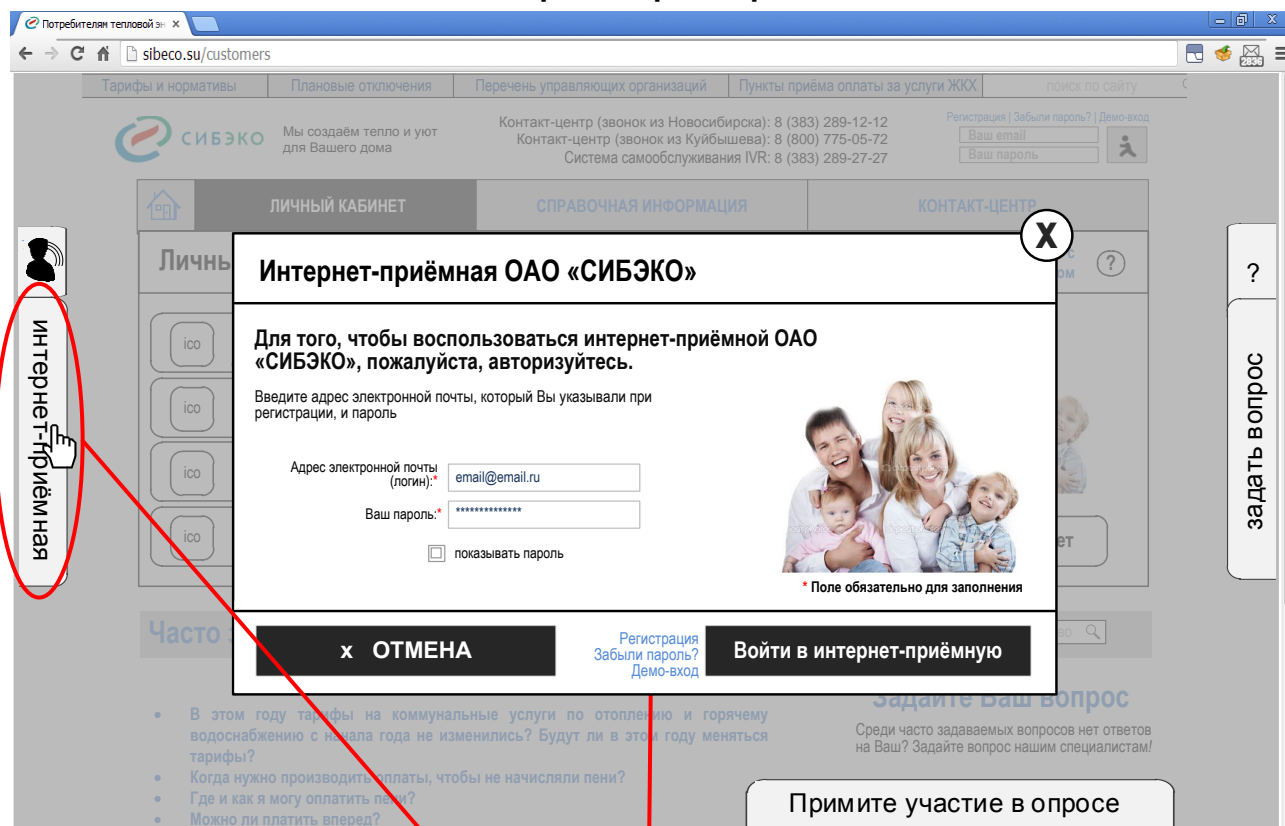 Потребителям тепловой эн
sibeco.su/customers
2836
Тарифы и нормативы
Плановые отключения
Перечень управляющих организаций
Пункты приёма оплаты за услуги ЖКХ
поиск по сайту
СИБЭКО
Мы создаём тепло и уют
для Вашего дома
Контакт-центр (звонок из Новосибирска): 8 (383) 289-12-12
Контакт-центр (звонок из Куйбышева): 8 (800) 775-05-72
Система самообслуживания IVR: 8 (383) 289-27-27
Регистрация | Забыли пароль? | Демо-вход
Ваш email
Ваш пароль
ЛИЧНЫЙ КАБИНЕТ
СПРАВОЧНАЯ ИНФОРМАЦИЯ
КОНТАКТ-ЦЕНТР
Личны
?
X
Интернет-приёмная ОАО «СИБЭКО»
Для того, чтобы воспользоваться интернет-приёмной ОАО
«СИБЭКО», пожалуйста, авторизуйтесь.
Введите адрес электронной почты, который Вы указывали при
регистрации, и пароль
Адрес электронной почты
(логин):*
email@email.ru
Ваш пароль:*
**************
показывать пароль
* Поле обязательно для заполнения
x ОТМЕНА
Регистрация
Забыли пароль?
Демо-вход
Войти в интернет-приёмную
ico
ico
ico
ico
интернет-приёмная
?
задать вопрос
ет
Часто
Задайте Ваш вопрос
Среди часто задаваемых вопросов нет ответов
на Ваш? Задайте вопрос нашим специалистам!
• В этом году тарифы на коммунальные услуги по отоплению и горячему
водоснабжению с начала года не изменились? Будут ли в этом году меняться
тарифы?
• Когда нужно производить оплаты, чтобы не начисляли пени?
• Где и как я могу оплатить пени?
• Можно ли платить вперед?
Примите участие в опросе